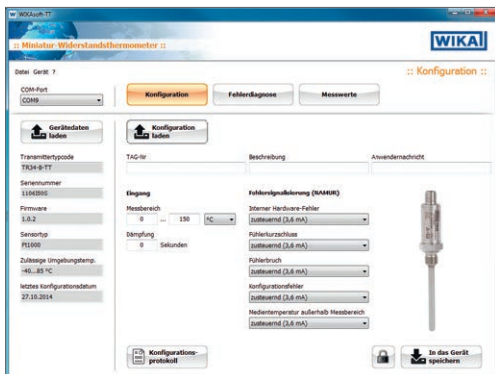 WIKAsoft-TT
:: Miniatur-Widerstandsthermometer ::
WIKA
Datei Gerät ?
:: Konfiguration ::
COM-Port
COM9
Konfiguration
Fehlerdiagnose
Messwerte
Gerätedaten
laden
Konfiguration
laden
Transmittertypcode
TR34-B-TT
TAG-Nr
Beschreibung
Anwendernachricht
Seriennummer
Eingang
Fehlersignalisierung (NAMUR)
Firmware
1.0.2
Messbereich
0 ... 150 °C
Interner Hardware-Fehler
zusteuernd (3,6 mA)
Sensortyp
Pt1000
Dämpfung
0 Sekunden
Fühlerkurzschluss
zusteuernd (3,6 mA)
Zulässige Umgebungstemp.
-40...85 °C
Fühlerbruch
zusteuernd (3,6 mA)
letztes Konfigurationsdatum
27.10.2014
Konfigurationsfehler
zusteuernd (3,6 mA)
Medientemperatur außerhalb Messbereich
zusteuernd (3,6 mA)
Konfigurations-
protokoll
In das Gerät
speichern